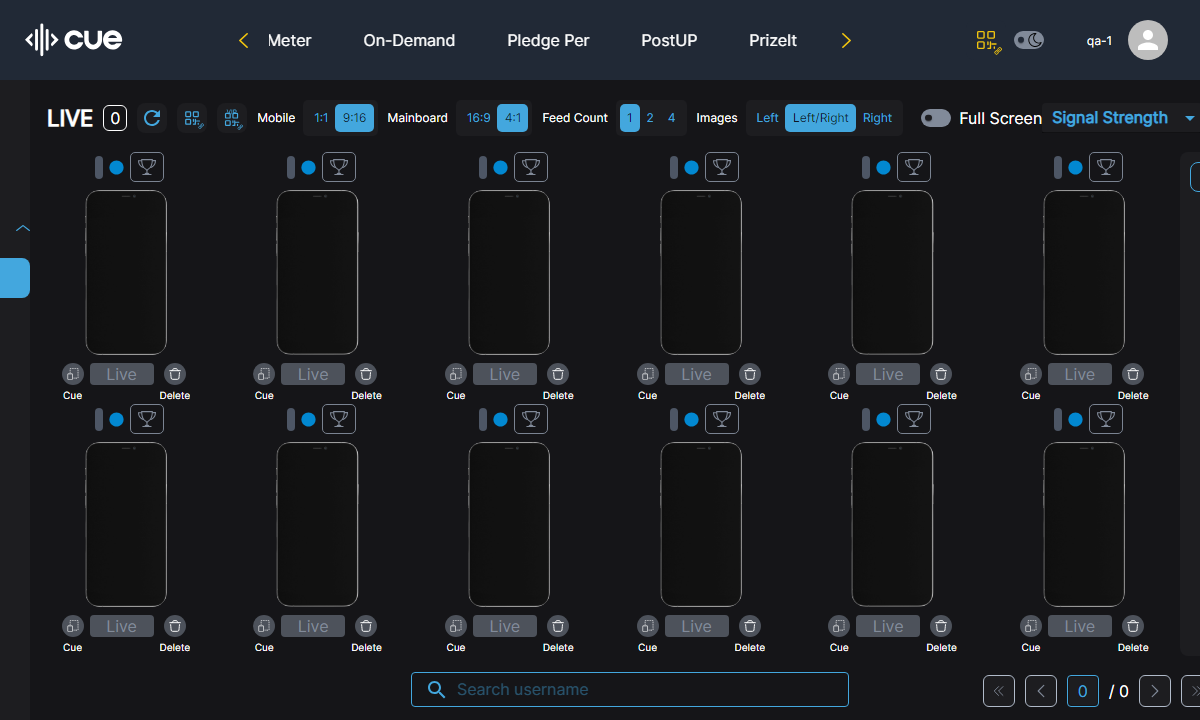 cue
Meter On-Demand Pledge Per PostUP PrizeIt qa-1
LIVE 0 Mobile 1:1 9:16 Mainboard 16:9 4:1 Feed Count 1 2 4 Images Left Left/Right Right Full Screen Signal Strength
Live Live Live Live Live Live
Cue Delete Cue Delete Cue Delete Cue Delete Cue Delete Cue Delete
Live Live Live Live Live Live
Cue Delete Cue Delete Cue Delete Cue Delete Cue Delete Cue Delete
Search username 0 / 0